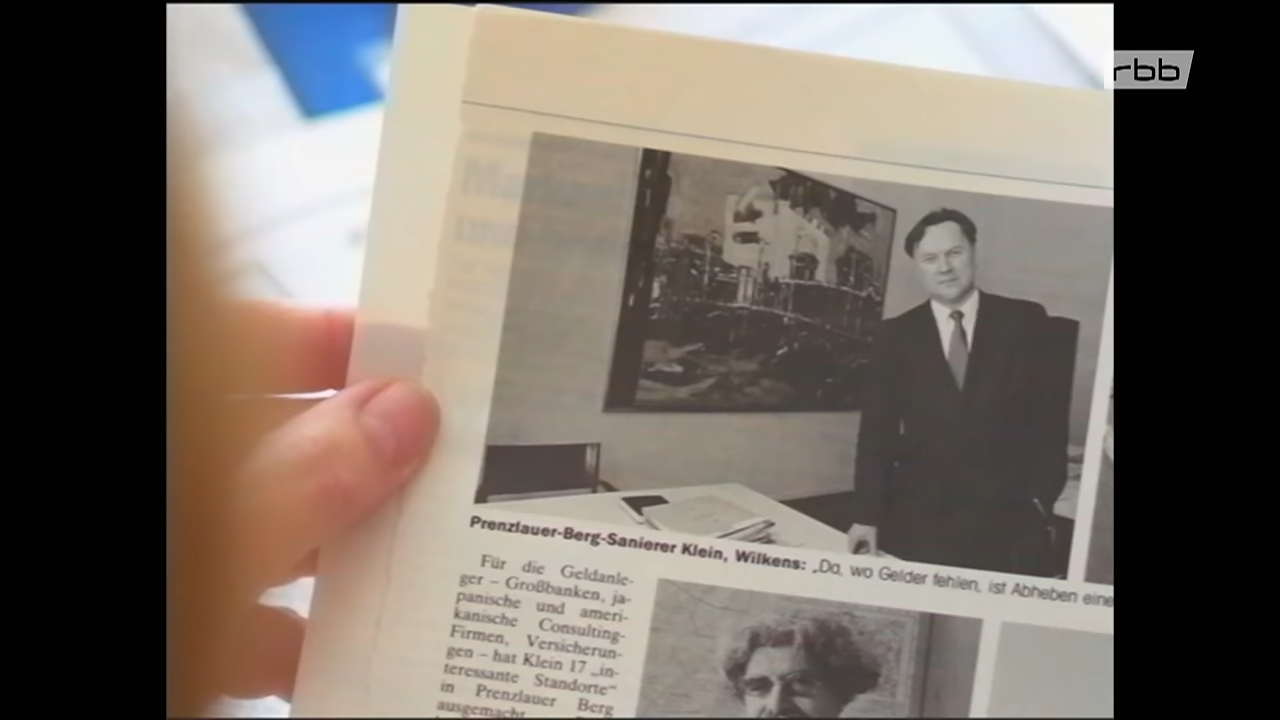 rbb
Prenzlauer-Berg-Sanierer Klein, Wilkens: „Da, wo Gelder fehlen, ist Abheben eine
Für die Geldanle-
ger – Großbanken, ja-
panische und ameri-
kanische Consulting-
Firmen, Versicherun-
gen – hat Klein 17 „in-
teressante Standorte“
in Prenzlauer Berg
ausgemacht.